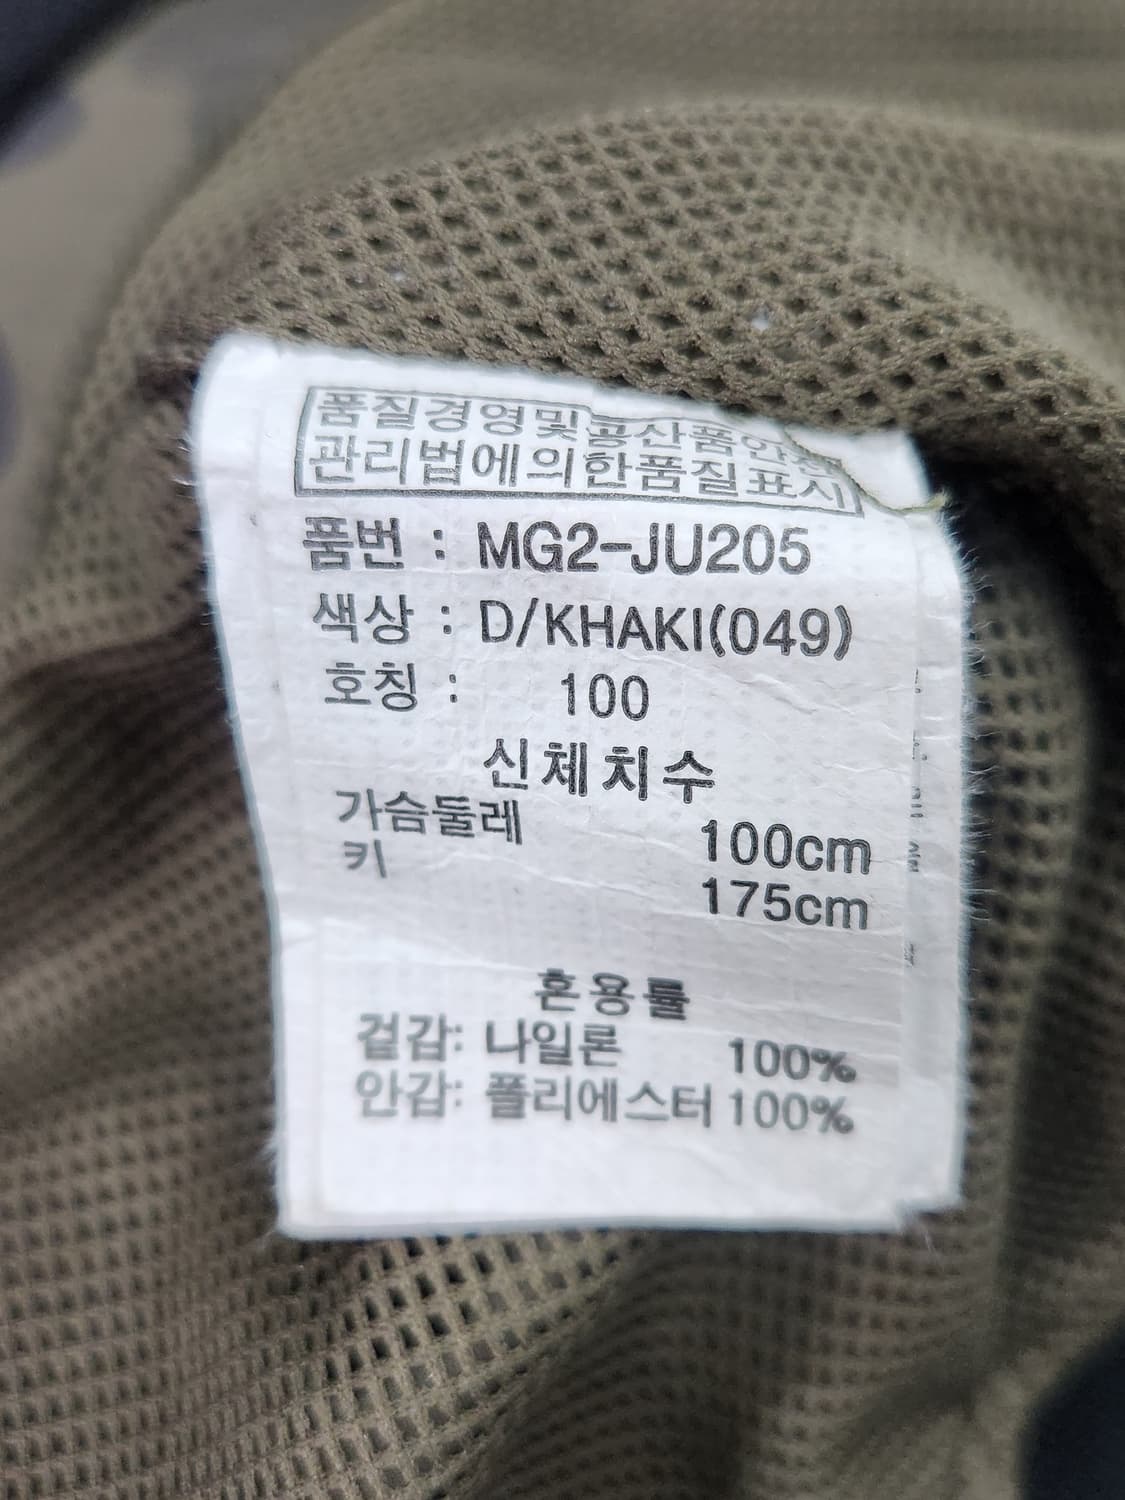 품질경영및공산품안전
관리법에의한품질표시
품번 : MG2-JU205
색상 : D/KHAKI(049)
호칭 : 100
신체치수
가슴둘레 100cm
키 175cm
혼용률
겉감: 나일론 100%
안감: 폴리에스터 100%